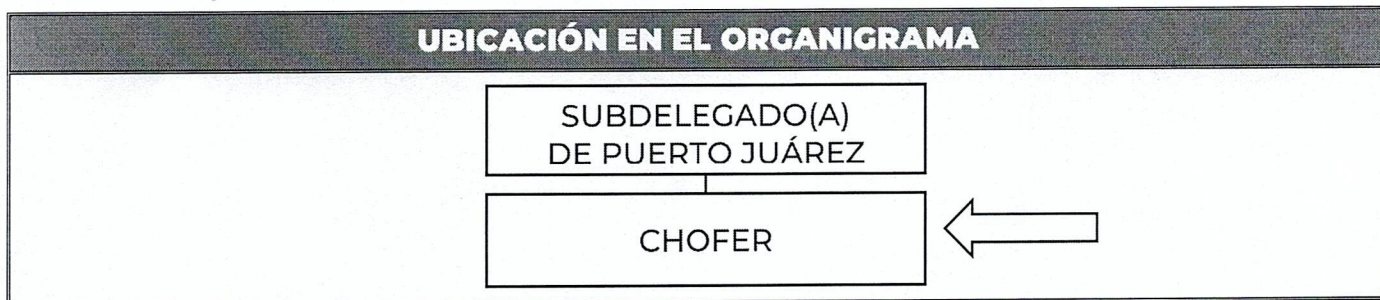 UBICACIÓN EN EL ORGANIGRAMA
SUBDELEGADO(A)
DE PUERTO JUÁREZ
CHOFER